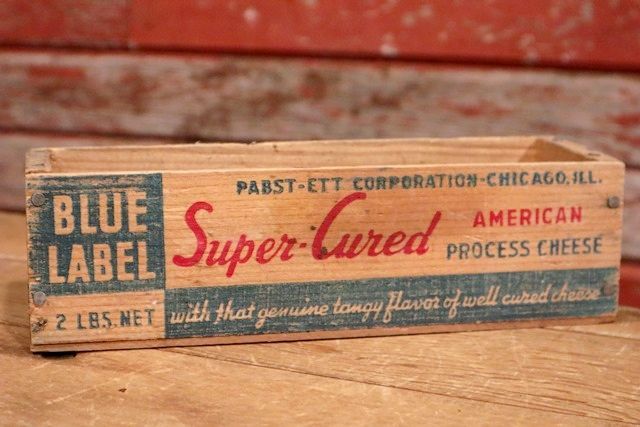 PABST-ETT CORPORATION-CHICAGO, ILL.
BLUE
LABEL
Super-Cured
AMERICAN
PROCESS CHEESE
2 LBS. NET
with that genuine tangy flavor of well cured cheese